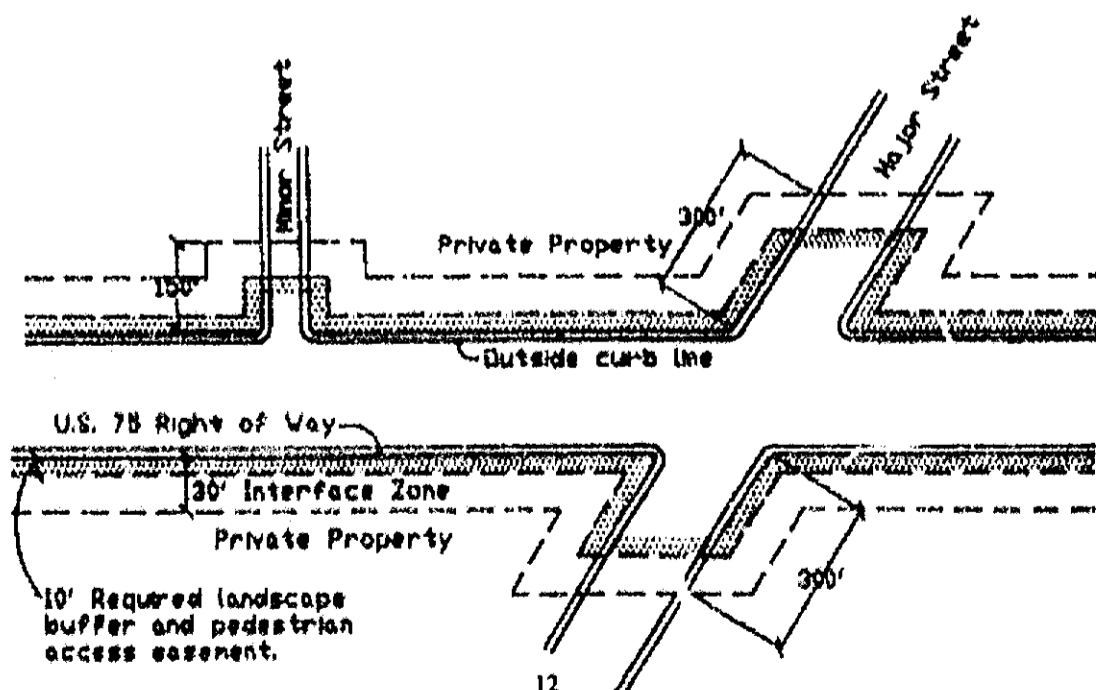 Minor Street
Major Street
300'
Private Property
150'
Outside curb line
U.S. 75 Right of Way
30' Interface Zone
Private Property
300'
10' Required landscape
buffer and pedestrian
access easement.
12